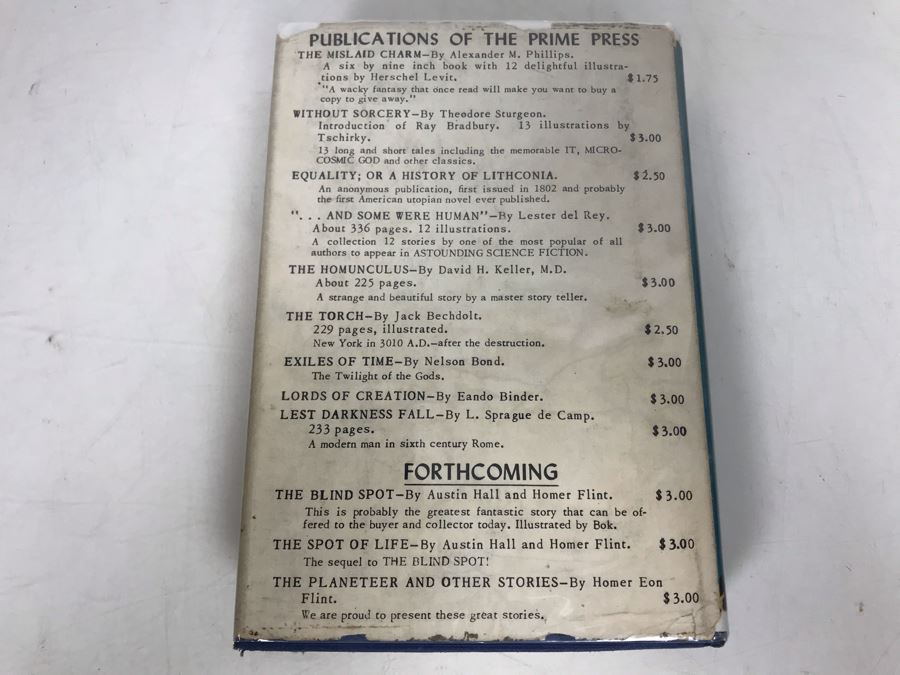 PUBLICATIONS OF THE PRIME PRESS
THE MISLAID CHARM—By Alexander M. Phillips.
A six by nine inch book with 12 delightful illustra-
tions by Herschel Levit. $1.75
"A wacky fantasy that once read will make you want to buy a
copy to give away."
WITHOUT SORCERY—By Theodore Sturgeon.
Introduction of Ray Bradbury. 13 illustrations by
Tschirky. $3.00
13 long and short tales including the memorable IT, MICRO-
COSMIC GOD and other classics.
EQUALITY; OR A HISTORY OF LITHCONIA. $2.50
An anonymous publication, first issued in 1802 and probably
the first American utopian novel ever published.
". . . AND SOME WERE HUMAN"—By Lester del Rey.
About 336 pages. 12 illustrations. $3.00
A collection 12 stories by one of the most popular of all
authors to appear in ASTOUNDING SCIENCE FICTION.
THE HOMUNCULUS—By David H. Keller, M.D.
About 225 pages. $3.00
A strange and beautiful story by a master story teller.
THE TORCH—By Jack Bechdolt.
229 pages, illustrated. $2.50
New York in 3010 A.D.—after the destruction.
EXILES OF TIME—By Nelson Bond. $3.00
The Twilight of the Gods.
LORDS OF CREATION—By Eando Binder. $3.00
LEST DARKNESS FALL—By L. Sprague de Camp.
233 pages. $3.00
A modern man in sixth century Rome.
FORTHCOMING
THE BLIND SPOT—By Austin Hall and Homer Flint. $3.00
This is probably the greatest fantastic story that can be of-
fered to the buyer and collector today. Illustrated by Bok.
THE SPOT OF LIFE—By Austin Hall and Homer Flint. $3.00
The sequel to THE BLIND SPOT!
THE PLANETEER AND OTHER STORIES—By Homer Eon
Flint. $3.00
We are proud to present these great stories.